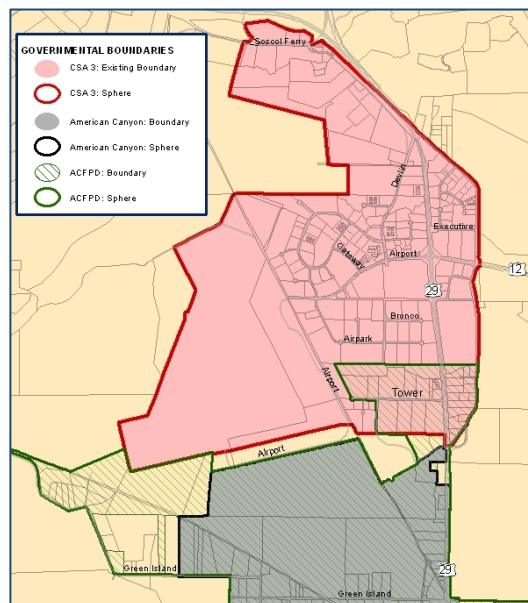 GOVERNMENTAL BOUNDARIES
CSA 3: Existing Boundary
CSA 3: Sphere
American Canyon: Boundary
American Canyon: Sphere
ACFPD: Boundary
ACFPD: Sphere
Soscol Ferry
Devlin
Executive
Gateway
Airport
12
29
Bronco
Airpark
Airport
Tower
Airport
Green Island
29
Green Island